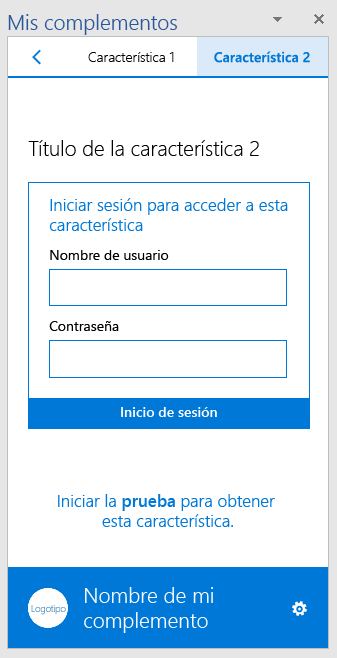 Mis complementos
Característica 1
Característica 2
Título de la característica 2
Iniciar sesión para acceder a esta
característica
Nombre de usuario
Contraseña
Inicio de sesión
Iniciar la prueba para obtener
esta característica.
Logotipo
Nombre de mi
complemento